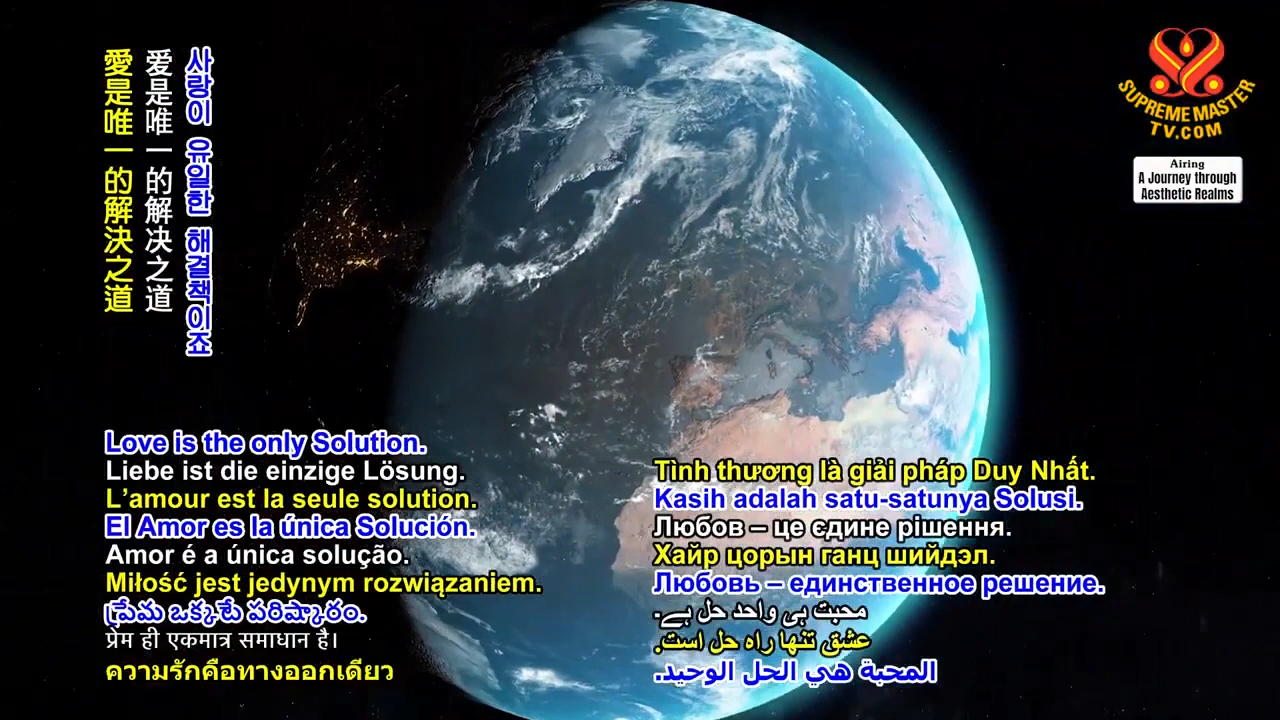 愛是唯一的解決之道
爱是唯一的解决之道
사랑이 유일한 해결책이죠
SUPREME MASTER
TV.COM
Airing
A Journey through
Aesthetic Realms
Love is the only Solution.
Liebe ist die einzige Lösung.
L’amour est la seule solution.
El Amor es la única Solución.
Amor é a única solução.
Miłość jest jedynym rozwiązaniem.
ప్రేమ ఒక్కటే పరిష్కారం.
प्रेम ही एकमात्र समाधान है।
ความรักคือทางออกเดียว
Tình thương là giải pháp Duy Nhất.
Kasih adalah satu-satunya Solusi.
Любов – це єдине рішення.
Хайр цорын ганц шийдэл.
Любовь – единственное решение.
محبت ہی واحد حل ہے.
عشق تنها راه حل است.
المحبة هي الحل الوحيد.